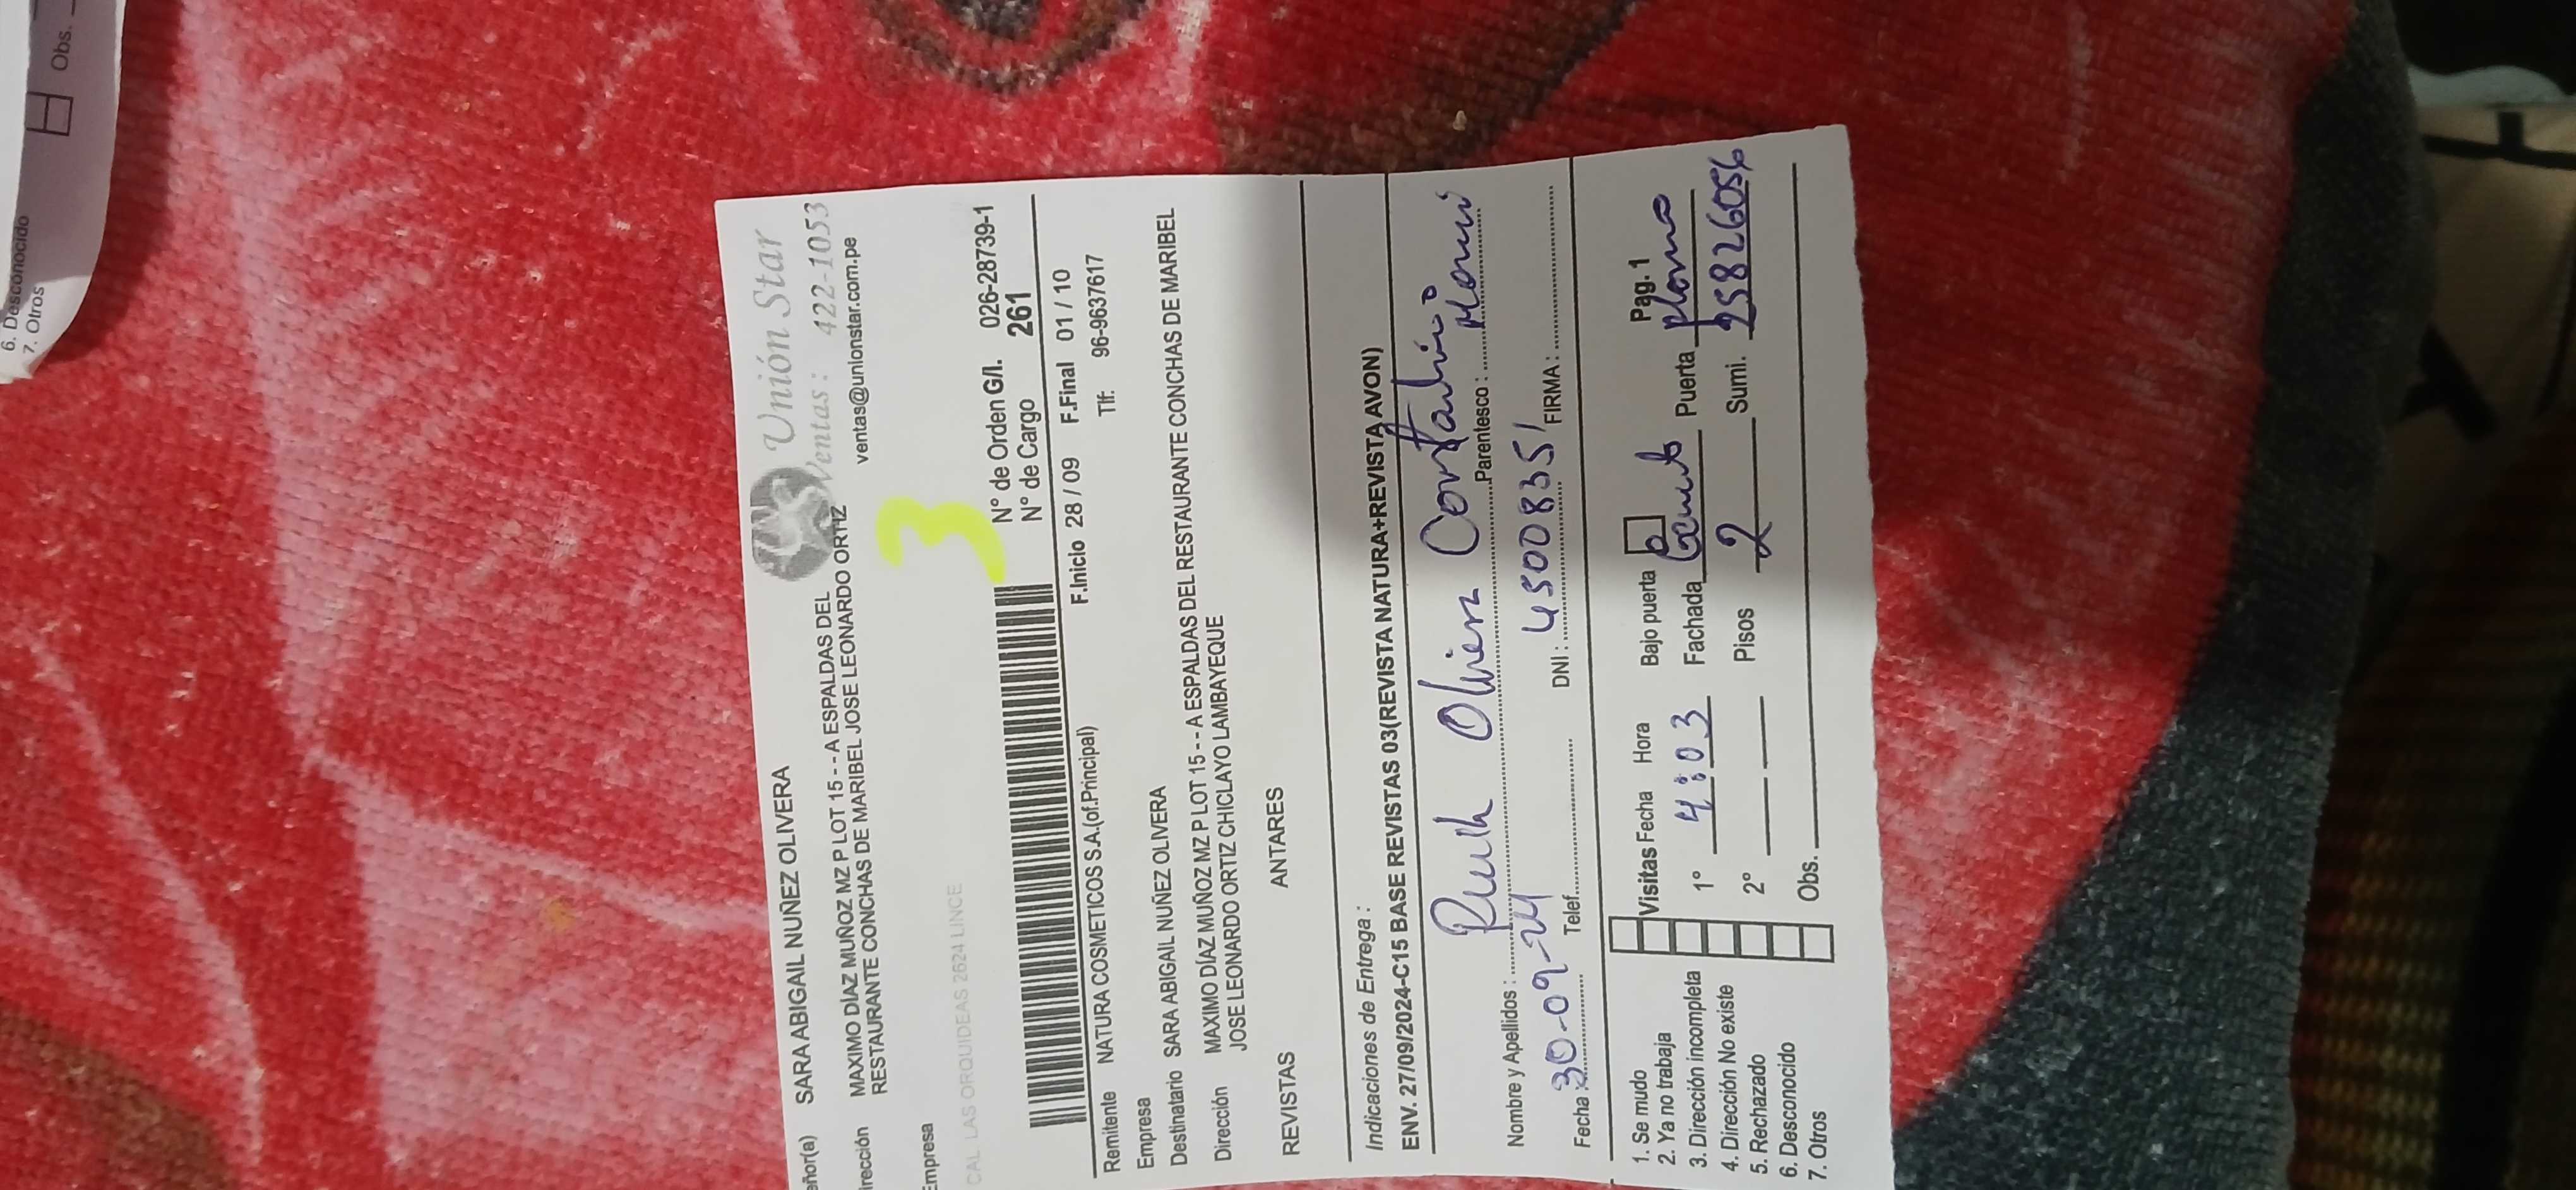 Obs.
6. Desconocido
7. Otros
Unión Star
Ventas: 422-1053
ventas@unionstar.com.pe
eñor(a) SARA ABIGAIL NUÑEZ OLIVERA
irección MAXIMO DÍAZ MUÑOZ MZ P LOT 15 - - A ESPALDAS DEL
RESTAURANTE CONCHAS DE MARIBEL JOSE LEONARDO ORTIZ
3
Empresa
CAL. LAS ORQUIDEAS 2624 LINCE
N° de Orden G/I. 026-28739-1
N° de Cargo 261
F.Inicio 28 / 09 F.Final 01 / 10
Remitente NATURA COSMETICOS S.A.(of.Principal) Tlf: 96-9637617
Empresa
Destinatario SARA ABIGAIL NUÑEZ OLIVERA
Dirección MAXIMO DÍAZ MUÑOZ MZ P LOT 15 - - A ESPALDAS DEL RESTAURANTE CONCHAS DE MARIBEL
JOSE LEONARDO ORTIZ CHICLAYO LAMBAYEQUE
REVISTAS ANTARES
Indicaciones de Entrega :
ENV. 27/09/2024-C15 BASE REVISTAS 03(REVISTA NATURA+REVISTA AVON)
Nombre y Apellidos : Ruth Olivera Parentesco :
Fecha : 30-09-24 Telef. DNI : 45008351 FIRMA :
1. Se mudo
2. Ya no trabaja
3. Dirección incompleta
4. Dirección No existe
5. Rechazado
6. Desconocido
7. Otros
Visitas Fecha Hora Bajo puerta Pag. 1
1° 4:03 Fachada Puerta plomo
2° Pisos 2 Sumi. 25826056
Obs.